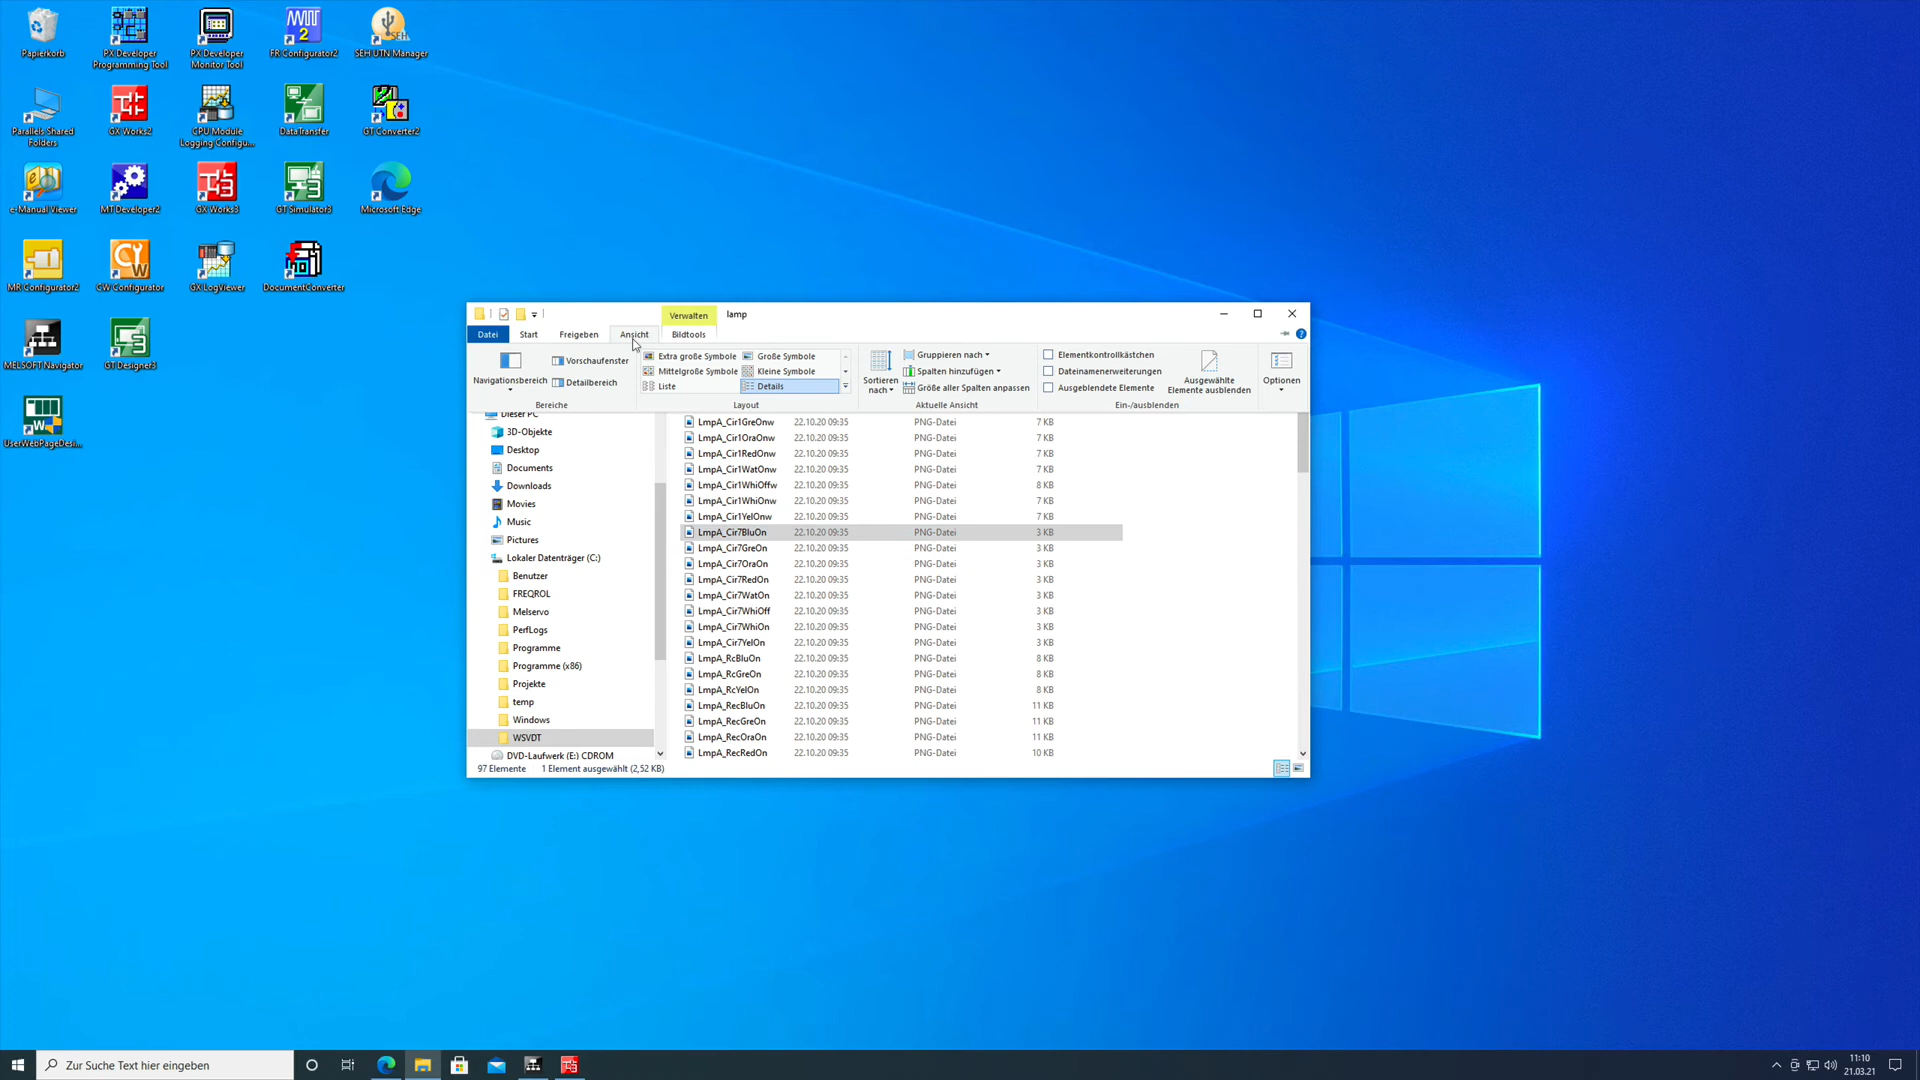 Papierkorb
PX Developer
Programming Tool
PX Developer
Monitor Tool
FR Configurator2
SEH UTN Manager
Parallels Shared
Folders
GX Works2
CPU Module
Logging Configu...
DataTransfer
GT Converter2
e-Manual Viewer
MT Developer2
GX Works3
GT Simulator3
Microsoft Edge
MR Configurator2
CW Configurator
GX LogViewer
DocumentConverter
MELSOFT Navigator
GT Designer3
UserWebPageDesi...
Verwalten
lamp
Datei
Start
Freigeben
Ansicht
Bildtools
Navigationsbereich
Vorschaufenster
Detailbereich
Bereiche
Extra große Symbole
Große Symbole
Mittelgroße Symbole
Kleine Symbole
Liste
Details
Layout
Sortieren
nach
Gruppieren nach
Spalten hinzufügen
Größe aller Spalten anpassen
Aktuelle Ansicht
Elementkontrollkästchen
Dateinamenerweiterungen
Ausgeblendete Elemente
Ausgewählte
Elemente ausblenden
Ein-/ausblenden
Optionen
Dieser PC
3D-Objekte
Desktop
Documents
Downloads
Movies
Music
Pictures
Lokaler Datenträger (C:)
Benutzer
FREQROL
Melservo
PerfLogs
Programme
Programme (x86)
Projekte
temp
Windows
WSVDT
DVD-Laufwerk (E:) CDROM
LmpA_Cir1GreOnw 22.10.20 09:35 PNG-Datei 7 KB
LmpA_Cir1OraOnw 22.10.20 09:35 PNG-Datei 7 KB
LmpA_Cir1RedOnw 22.10.20 09:35 PNG-Datei 7 KB
LmpA_Cir1WatOnw 22.10.20 09:35 PNG-Datei 7 KB
LmpA_Cir1WhiOffw 22.10.20 09:35 PNG-Datei 8 KB
LmpA_Cir1WhiOnw 22.10.20 09:35 PNG-Datei 7 KB
LmpA_Cir1YelOnw 22.10.20 09:35 PNG-Datei 7 KB
LmpA_Cir7BluOn 22.10.20 09:35 PNG-Datei 3 KB
LmpA_Cir7GreOn 22.10.20 09:35 PNG-Datei 3 KB
LmpA_Cir7OraOn 22.10.20 09:35 PNG-Datei 3 KB
LmpA_Cir7RedOn 22.10.20 09:35 PNG-Datei 3 KB
LmpA_Cir7WatOn 22.10.20 09:35 PNG-Datei 3 KB
LmpA_Cir7WhiOff 22.10.20 09:35 PNG-Datei 3 KB
LmpA_Cir7WhiOn 22.10.20 09:35 PNG-Datei 3 KB
LmpA_Cir7YelOn 22.10.20 09:35 PNG-Datei 3 KB
LmpA_RcBluOn 22.10.20 09:35 PNG-Datei 8 KB
LmpA_RcGreOn 22.10.20 09:35 PNG-Datei 8 KB
LmpA_RcYelOn 22.10.20 09:35 PNG-Datei 8 KB
LmpA_RecBluOn 22.10.20 09:35 PNG-Datei 11 KB
LmpA_RecGreOn 22.10.20 09:35 PNG-Datei 11 KB
LmpA_RecOraOn 22.10.20 09:35 PNG-Datei 11 KB
LmpA_RecRedOn 22.10.20 09:35 PNG-Datei 10 KB
97 Elemente 1 Element ausgewählt (2,52 KB)
Zur Suche Text hier eingeben
11:10
21.03.21